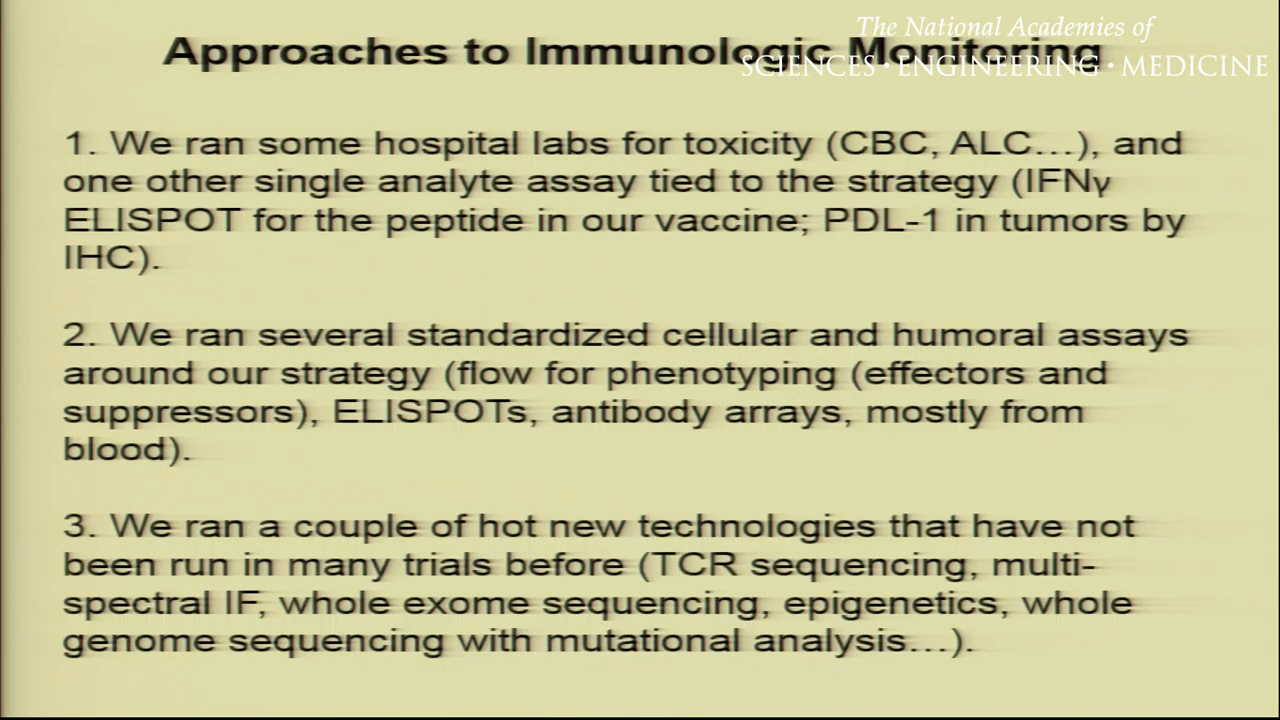 The National Academies of
SCIENCES • ENGINEERING • MEDICINE
Approaches to Immunologic Monitoring
1. We ran some hospital labs for toxicity (CBC, ALC...), and
one other single analyte assay tied to the strategy (IFNγ
ELISPOT for the peptide in our vaccine; PDL-1 in tumors by
IHC).
2. We ran several standardized cellular and humoral assays
around our strategy (flow for phenotyping (effectors and
suppressors), ELISPOTs, antibody arrays, mostly from
blood).
3. We ran a couple of hot new technologies that have not
been run in many trials before (TCR sequencing, multi-
spectral IF, whole exome sequencing, epigenetics, whole
genome sequencing with mutational analysis...).